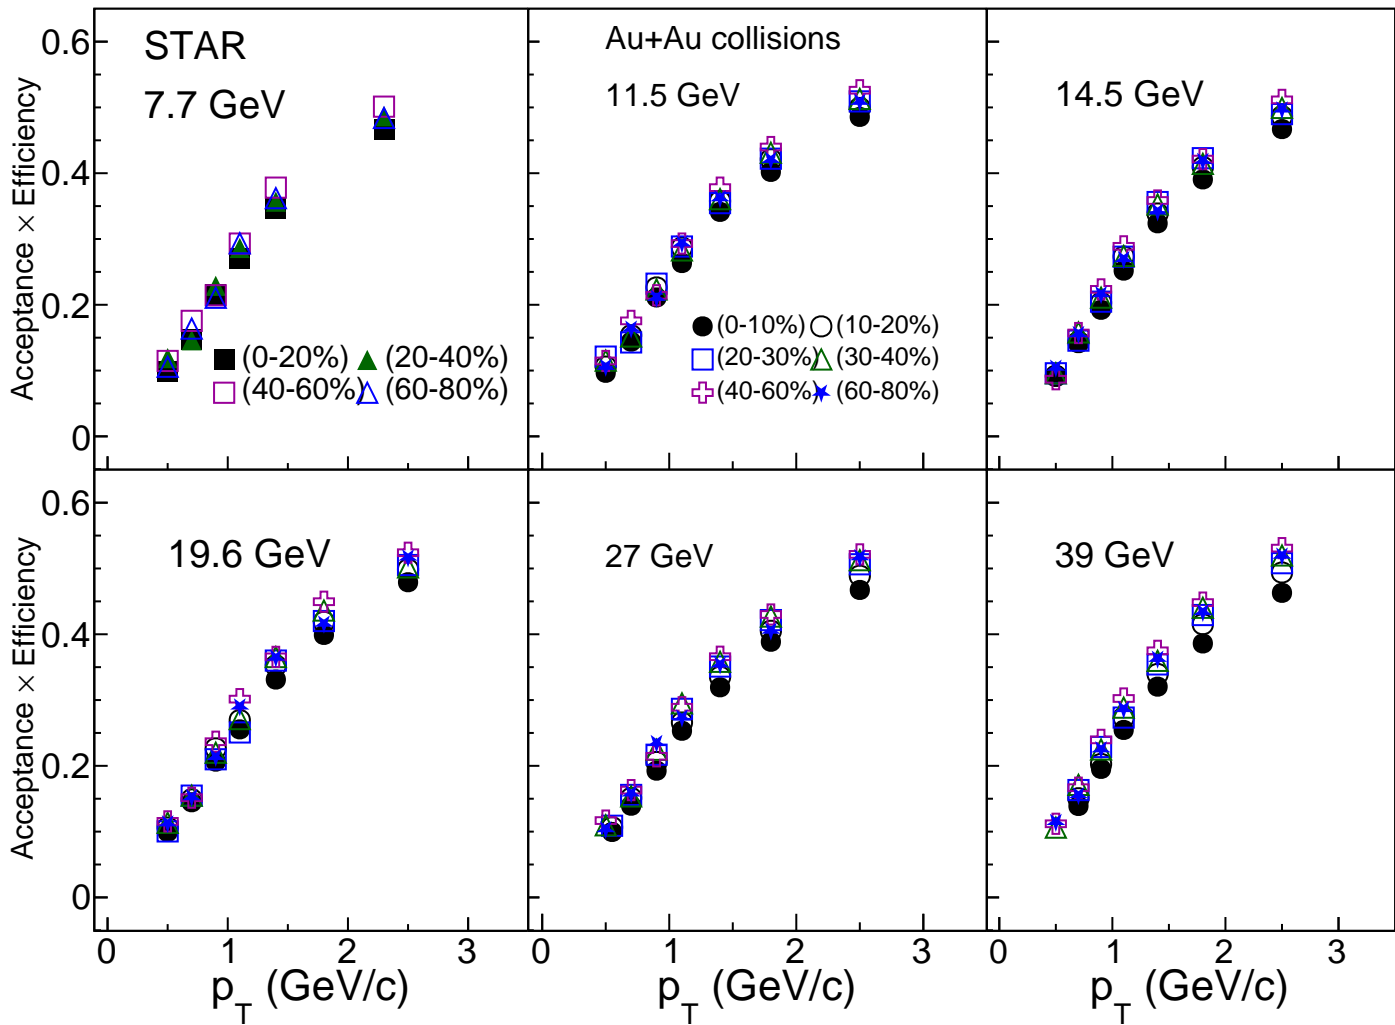 STAR
7.7 GeV
Au+Au collisions
11.5 GeV
14.5 GeV
Acceptance × Efficiency
0.6
0.4
0.2
0
(0-20%) (20-40%)
(40-60%) (60-80%)
(0-10%) (10-20%)
(20-30%) (30-40%)
(40-60%) (60-80%)
19.6 GeV
27 GeV
39 GeV
Acceptance × Efficiency
0.6
0.4
0.2
0
0 1 2 3
0 1 2 3
0 1 2 3
p_T (GeV/c)
p_T (GeV/c)
p_T (GeV/c)